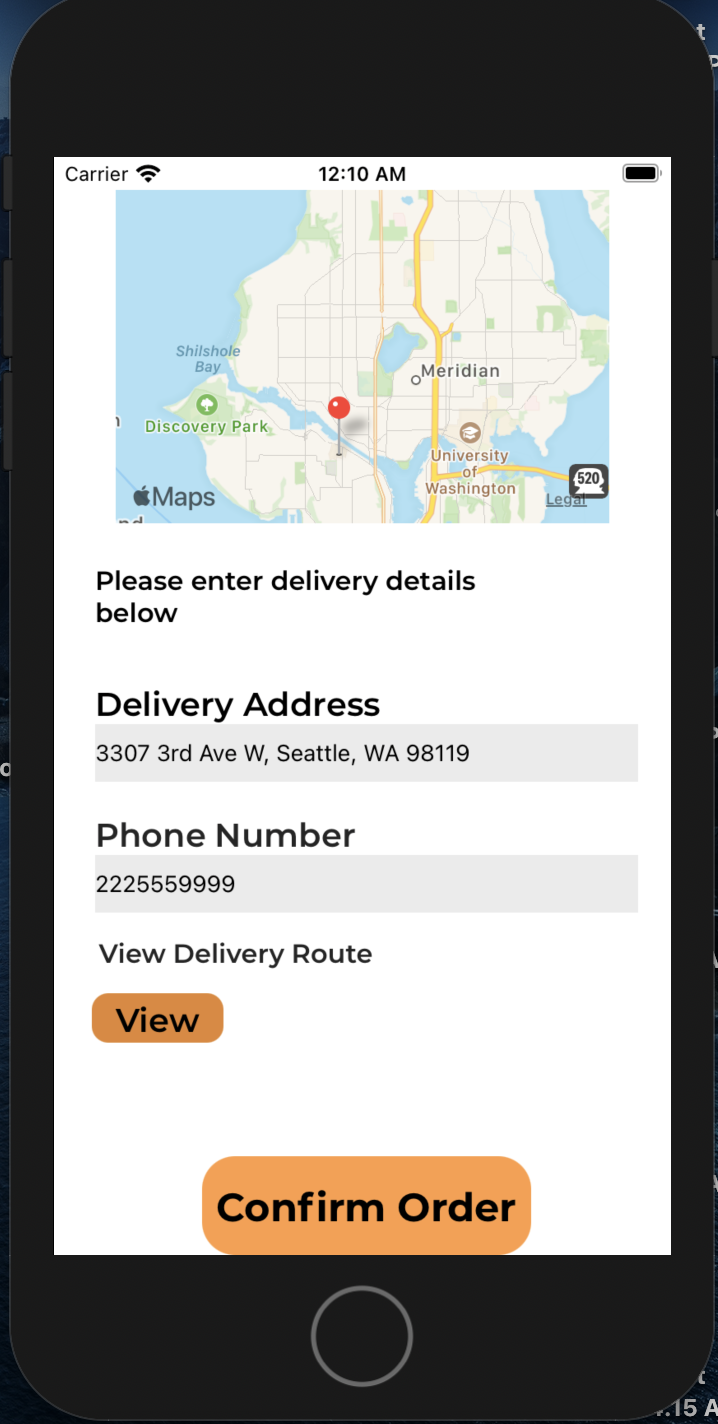 Carrier
12:10 AM
Shilshole
Bay
Meridian
Discovery Park
University
of
Washington
520
Maps
Legal
Please enter delivery details
below
Delivery Address
3307 3rd Ave W, Seattle, WA 98119
Phone Number
2225559999
View Delivery Route
View
Confirm Order